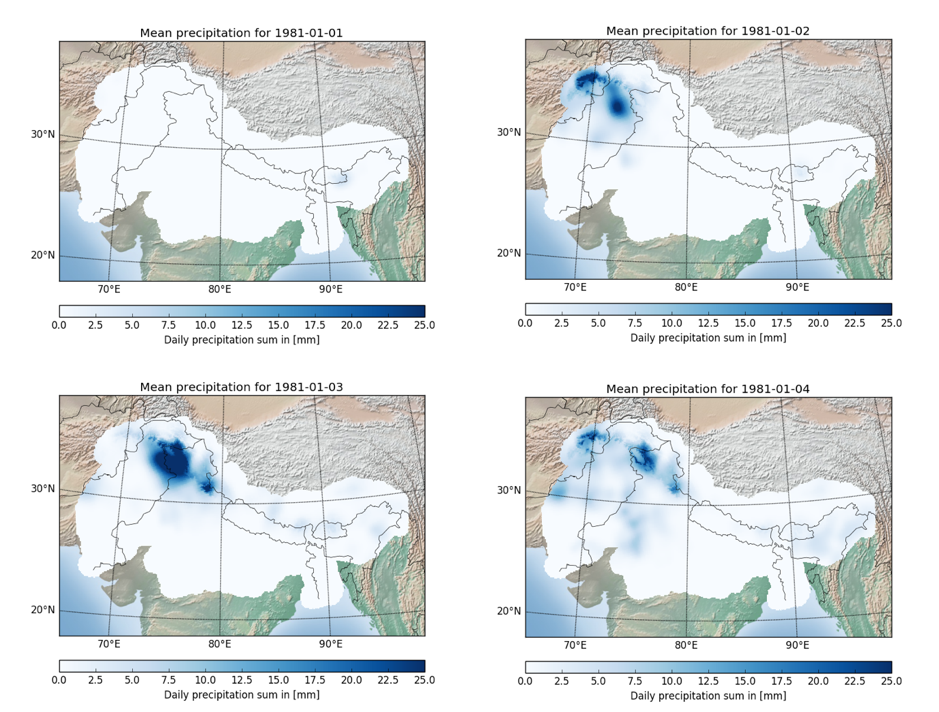 Mean precipitation for 1981-01-01
30°N
20°N
70°E 80°E 90°E
0.0 2.5 5.0 7.5 10.0 12.5 15.0 17.5 20.0 22.5 25.0
Daily precipitation sum in [mm]
Mean precipitation for 1981-01-02
30°N
20°N
70°E 80°E 90°E
0.0 2.5 5.0 7.5 10.0 12.5 15.0 17.5 20.0 22.5 25.0
Daily precipitation sum in [mm]
Mean precipitation for 1981-01-03
30°N
20°N
70°E 80°E 90°E
0.0 2.5 5.0 7.5 10.0 12.5 15.0 17.5 20.0 22.5 25.0
Daily precipitation sum in [mm]
Mean precipitation for 1981-01-04
30°N
20°N
70°E 80°E 90°E
0.0 2.5 5.0 7.5 10.0 12.5 15.0 17.5 20.0 22.5 25.0
Daily precipitation sum in [mm]